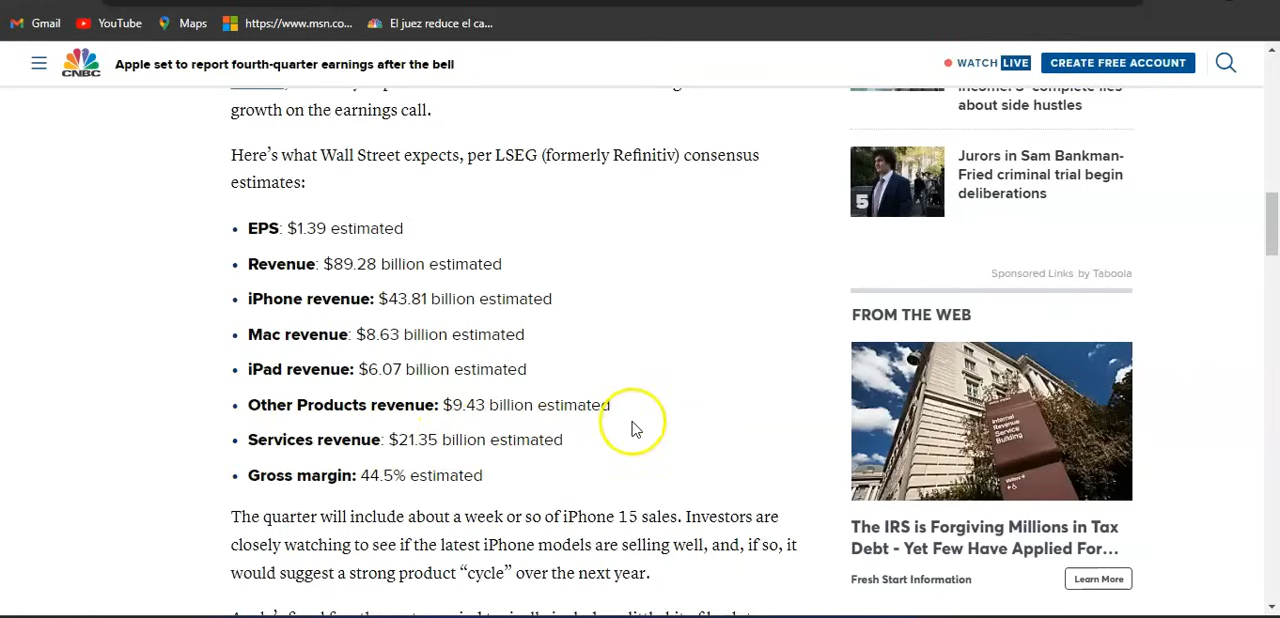 Gmail
YouTube
Maps
https://www.msn.co...
El juez reduce el ca...
CNBC
Apple set to report fourth-quarter earnings after the bell
WATCH LIVE
CREATE FREE ACCOUNT
growth on the earnings call.
Here's what Wall Street expects, per LSEG (formerly Refinitiv) consensus
estimates:
• EPS: $1.39 estimated
• Revenue: $89.28 billion estimated
• iPhone revenue: $43.81 billion estimated
• Mac revenue: $8.63 billion estimated
• iPad revenue: $6.07 billion estimated
• Other Products revenue: $9.43 billion estimated
• Services revenue: $21.35 billion estimated
• Gross margin: 44.5% estimated
The quarter will include about a week or so of iPhone 15 sales. Investors are
closely watching to see if the latest iPhone models are selling well, and, if so, it
would suggest a strong product “cycle” over the next year.
about side hustles
5
Jurors in Sam Bankman-
Fried criminal trial begin
deliberations
Sponsored Links by Taboola
FROM THE WEB
Internal
Revenue
Service
Building
The IRS is Forgiving Millions in Tax
Debt - Yet Few Have Applied For...
Fresh Start Information
Learn More